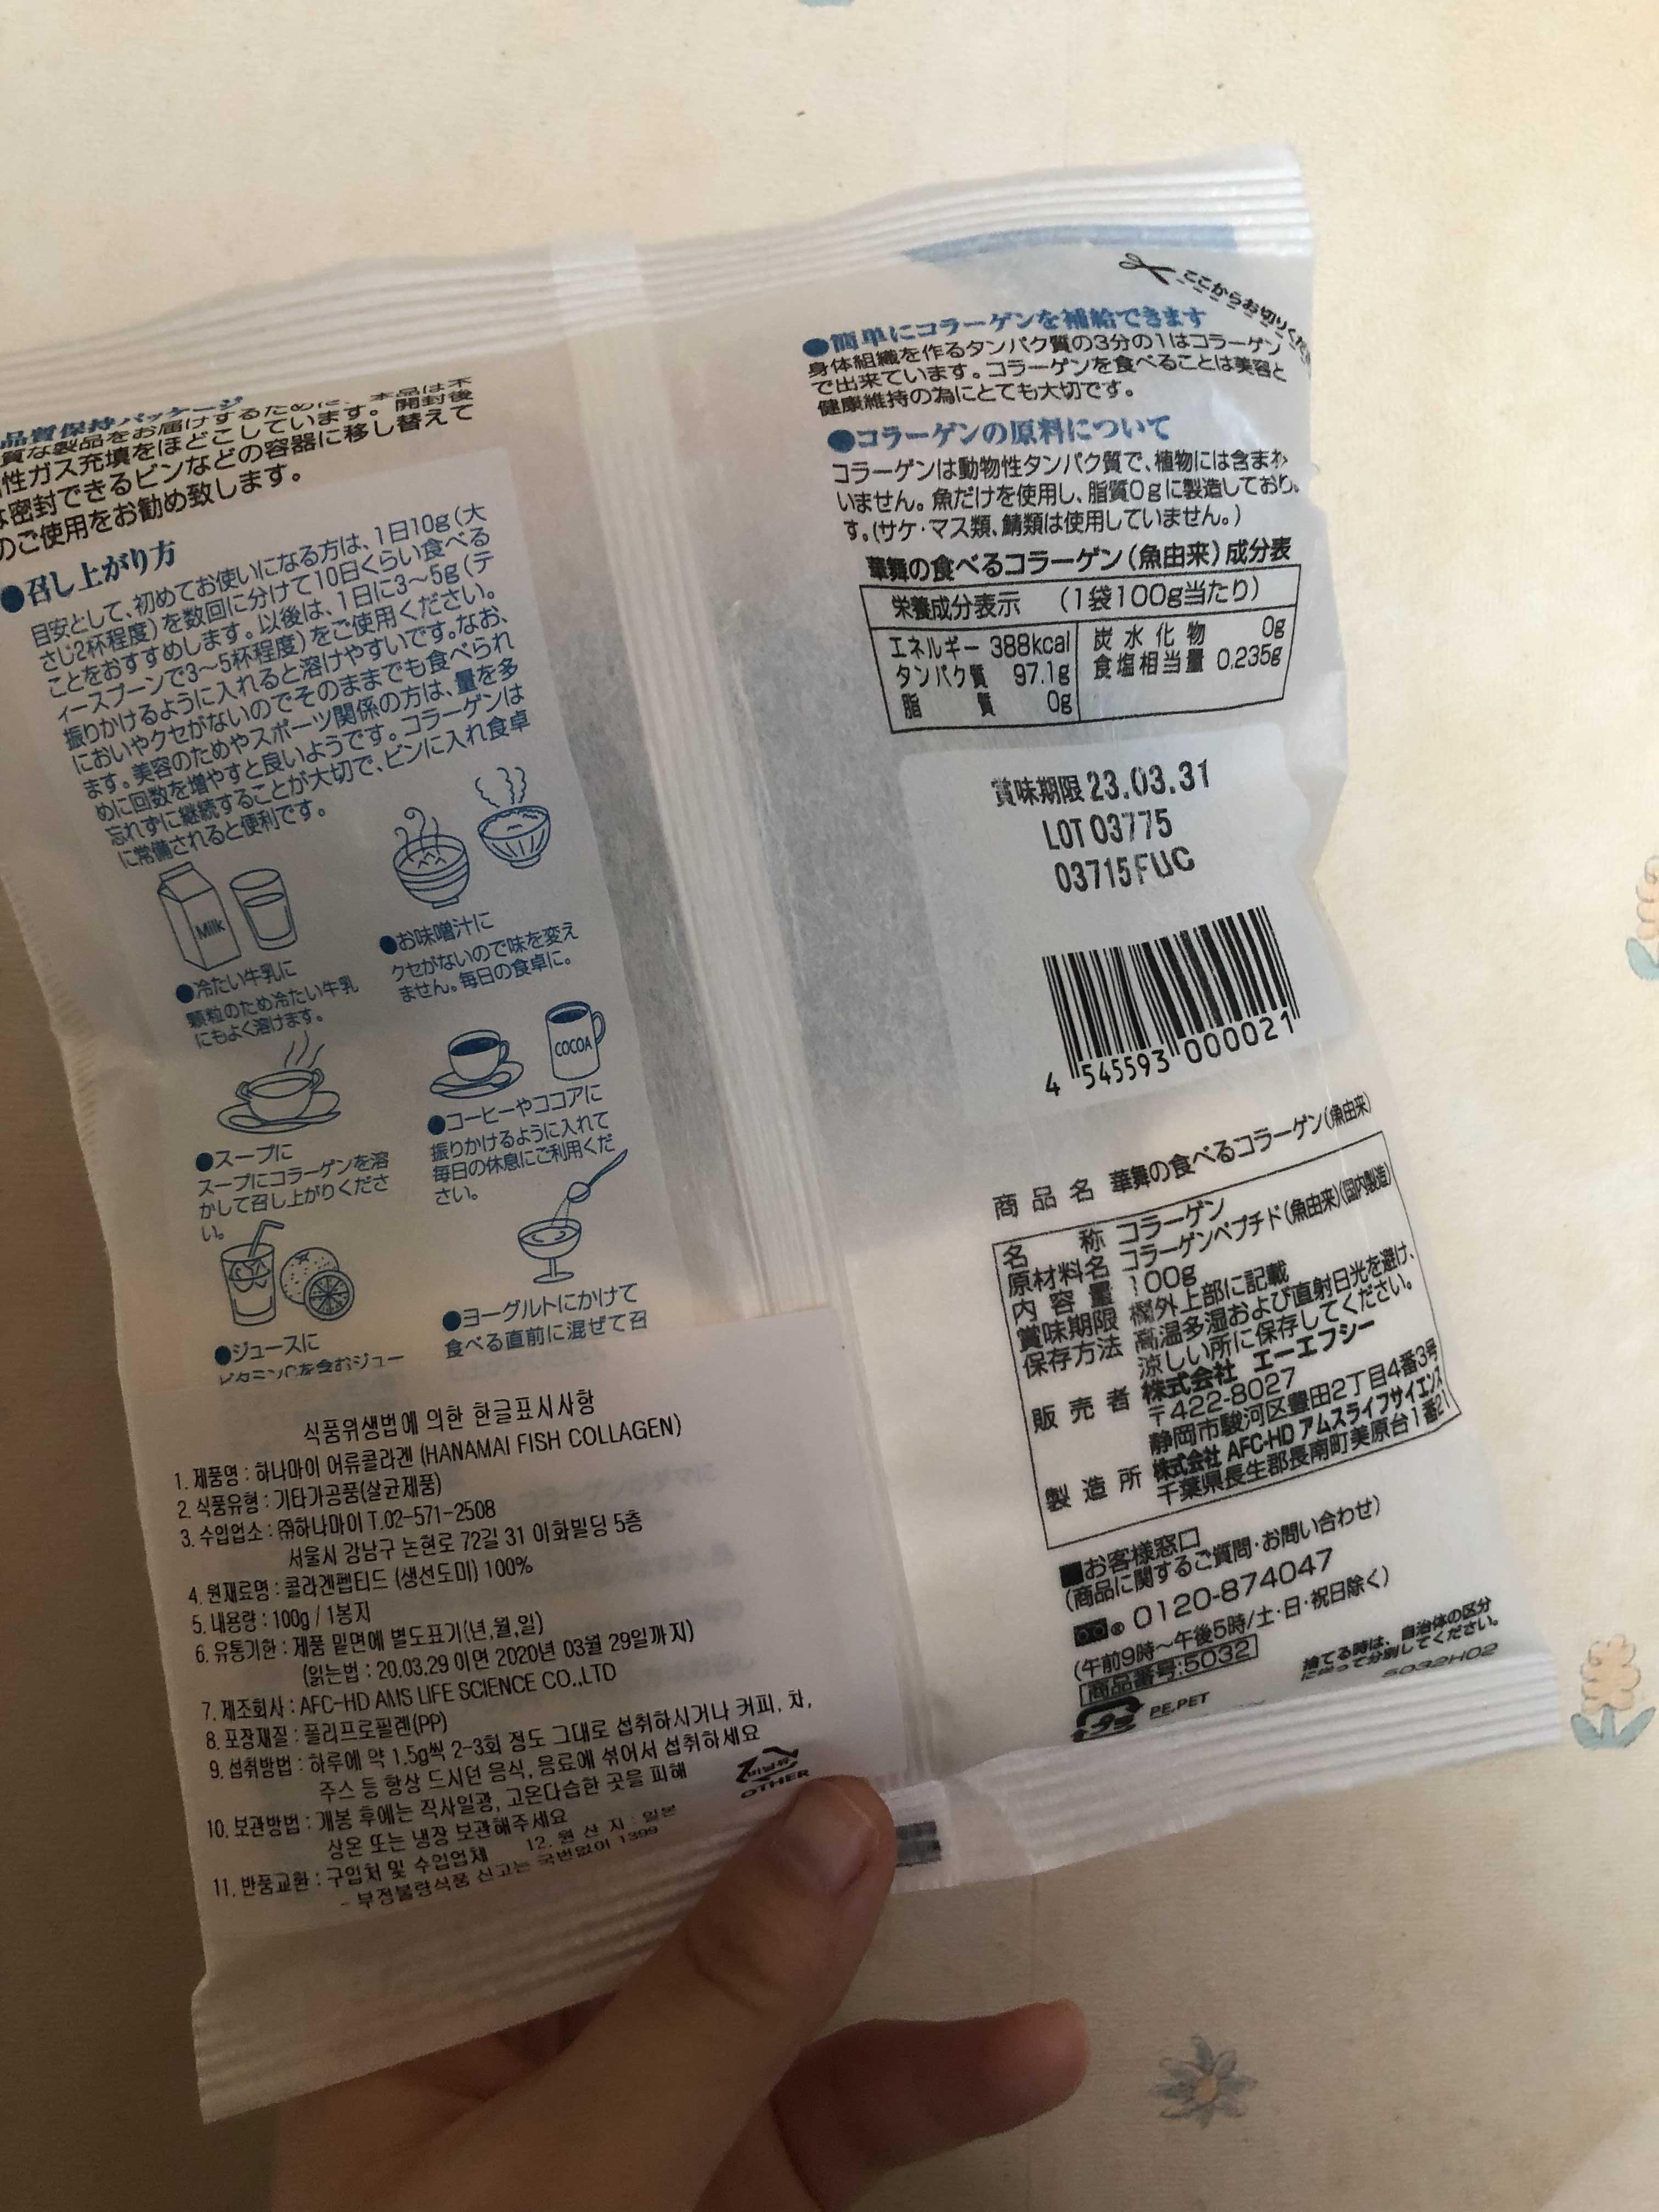 品質保持パッケージ
質な製品をお届けするために、本品は不
性ガス充填をほどこしています。開封後
密封できるビンなどの容器に移し替えて
のご使用をお勧め致します。
●召し上がり方
目安として、初めてお使いになる方は、1日10g(大
さじ2杯程度)を数回に分けて10日くらい食べる
ことをおすすめします。以後は、1日に3～5g(テ
ィースプーンで3～5杯程度)をご使用ください。
振りかけるように入れると溶けやすいです。なお、
においやクセがないのでそのままでも食べられ
ます。美容のためやスポーツ関係の方は、量を多
めに回数を増やすと良いようです。コラーゲンは
忘れずに継続することが大切で、ビンに入れ食卓
に常備されると便利です。
Milk
●冷たい牛乳に
顆粒のため冷たい牛乳
にもよく溶けます。
●お味噌汁に
クセがないので味を変え
ません。毎日の食卓に。
●スープに
スープにコラーゲンを溶
かして召し上がりくださ
い。
COCOA
●コーヒーやココアに
振りかけるように入れて
毎日の休息にご利用くだ
さい。
●ジュースに
ビタミンCを含むジュー
●ヨーグルトにかけて
食べる直前に混ぜて召
식품위생법에 의한 한글표시사항
1. 제품명 : 하나마이 어류콜라겐 (HANAMAI FISH COLLAGEN)
2. 식품유형 : 기타가공품(살균제품)
3. 수입업소 : ㈜하나마이 T.02-571-2508
서울시 강남구 논현로 72길 31 이화빌딩 5층
4. 원재료명 : 콜라겐펩티드 (생선도미) 100%
5. 내용량 : 100g / 1봉지
6. 유통기한 : 제품 밑면에 별도표기(년,월,일)
(읽는법 : 20.03.29 이면 2020년 03월 29일까지)
7. 제조회사 : AFC-HD AMS LIFE SCIENCE CO.,LTD
8. 포장재질 : 폴리프로필렌(PP)
9. 섭취방법 : 하루에 약 1.5g씩 2-3회 정도 그대로 섭취하시거나 커피, 차,
주스 등 항상 드시던 음식, 음료에 섞어서 섭취하세요
10. 보관방법 : 개봉 후에는 직사일광, 고온다습한 곳을 피해
상온 또는 냉장 보관해주세요
11. 반품교환 : 구입처 및 수입업체 12. 원 산 지 : 일본
- 부정불량식품 신고는 국번없이 1399
비닐류
OTHER
ここからお切りく
●簡単にコラーゲンを補給できます
身体組織を作るタンパク質の3分の1はコラーゲン
で出来ています。コラーゲンを食べることは美容と
健康維持の為にとても大切です。
●コラーゲンの原料について
コラーゲンは動物性タンパク質で、植物には含まれ
いません。魚だけを使用し、脂質0gに製造しており、
す。(サケ・マス類、鯖類は使用していません。)
華舞の食べるコラーゲン(魚由来)成分表
栄養成分表示 (1袋100g当たり)
エネルギー 388kcal 炭水化物 0g
タンパク質 97.1g 食塩相当量 0.235g
脂質 0g
賞味期限 23.03.31
LOT 03775
03715FUC
4 545593 000021
商品名 華舞の食べるコラーゲン(魚由来)
名称 コラーゲン
原材料名 コラーゲンペプチド(魚由来)(国内製造)
内容量 100g
賞味期限 欄外上部に記載
保存方法 高温多湿および直射日光を避け、
涼しい所に保存してください。
販売者 株式会社 エーエフシー
〒422-8027
静岡市駿河区豊田2丁目4番3号
製造所 株式会社 AFC-HD アムスライフサイエンス
千葉県長生郡長南町美原台1番21
■お客様窓口
(商品に関するご質問・お問い合わせ)
® 0120-874047
(午前9時～午後5時/土・日・祝日除く)
商品番号:5032
PE.PET
捨てる時は、自治体の区分
に従って分別してください。
5032H02